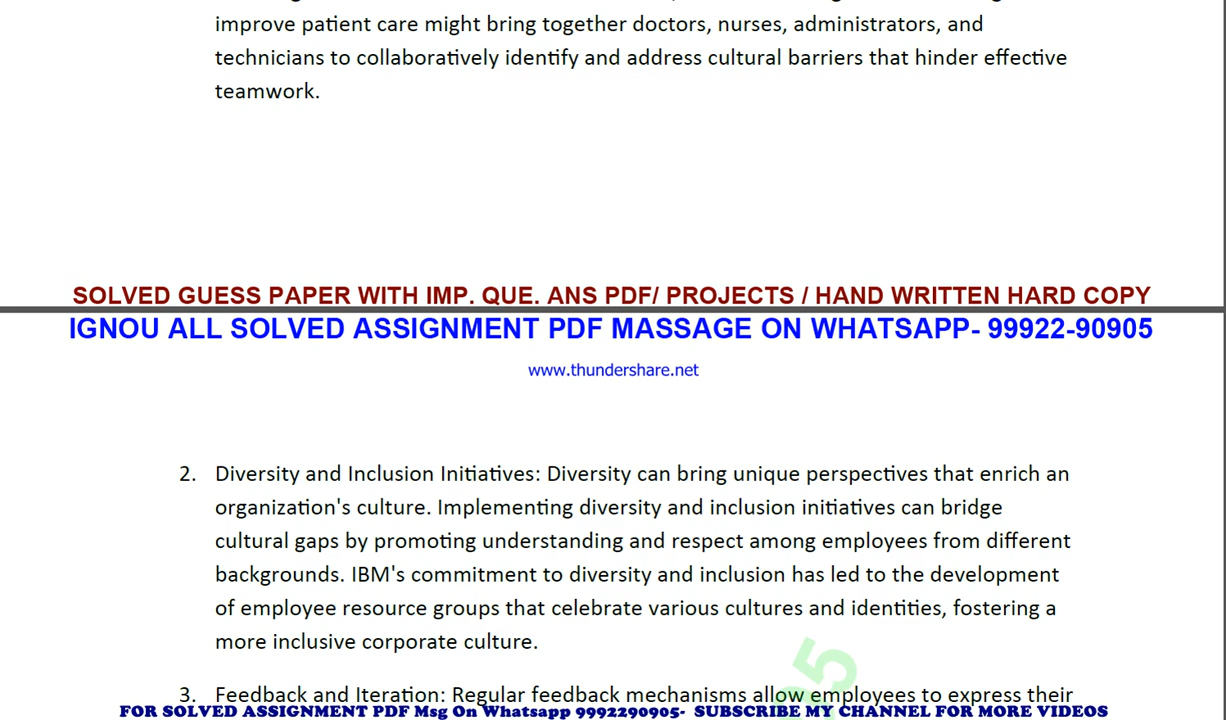 improve patient care might bring together doctors, nurses, administrators, and
technicians to collaboratively identify and address cultural barriers that hinder effective
teamwork.
SOLVED GUESS PAPER WITH IMP. QUE. ANS PDF/ PROJECTS / HAND WRITTEN HARD COPY
IGNOU ALL SOLVED ASSIGNMENT PDF MASSAGE ON WHATSAPP- 99922-90905
www.thundershare.net
2. Diversity and Inclusion Initiatives: Diversity can bring unique perspectives that enrich an
organization's culture. Implementing diversity and inclusion initiatives can bridge
cultural gaps by promoting understanding and respect among employees from different
backgrounds. IBM's commitment to diversity and inclusion has led to the development
of employee resource groups that celebrate various cultures and identities, fostering a
more inclusive corporate culture.
3. Feedback and Iteration: Regular feedback mechanisms allow employees to express their
FOR SOLVED ASSIGNMENT PDF Msg On Whatsapp 9992290905- SUBSCRIBE MY CHANNEL FOR MORE VIDEOS